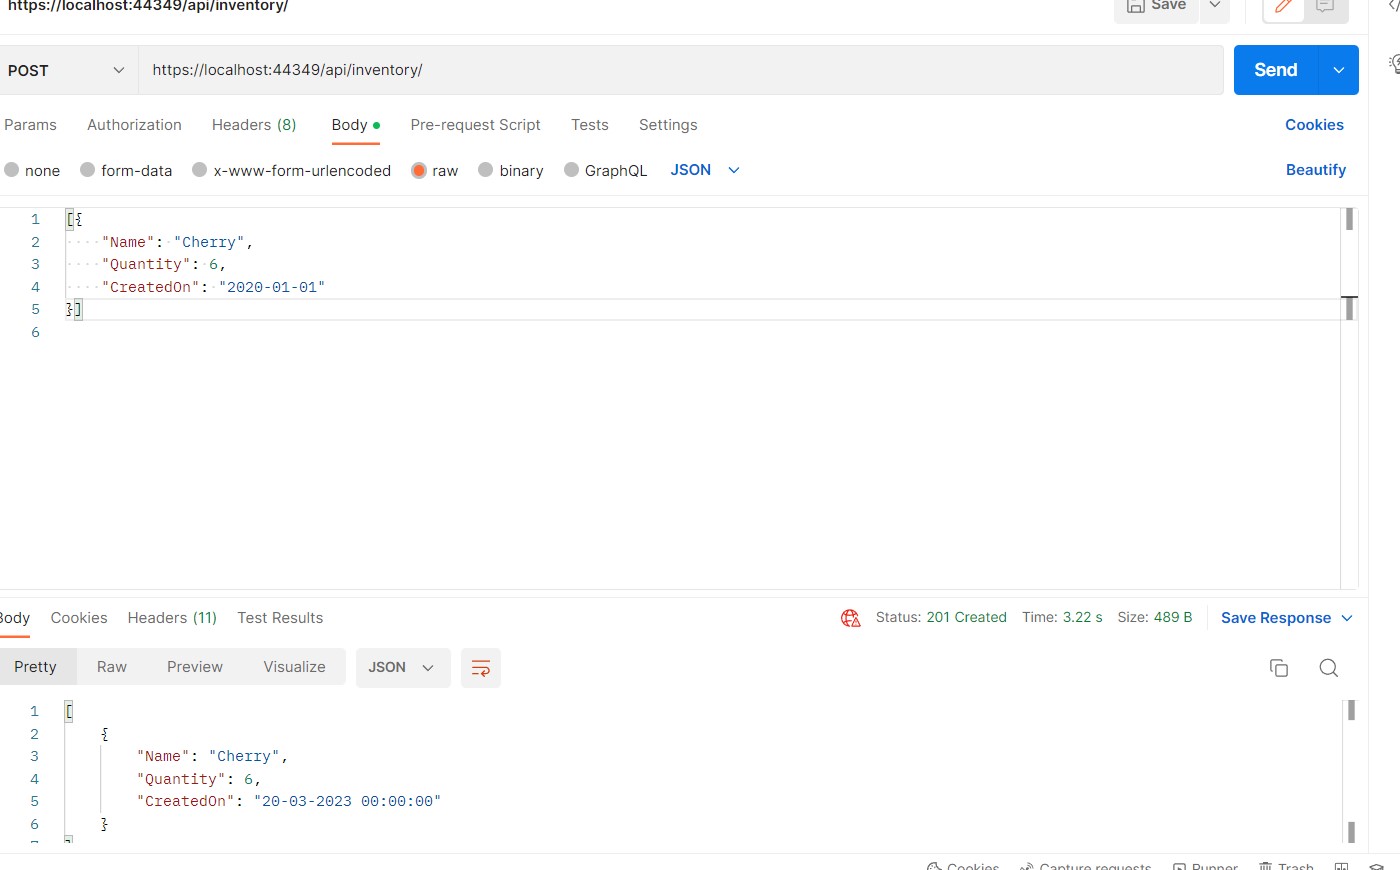 https://localhost:44349/api/inventory/
Save
POST
https://localhost:44349/api/inventory/
Send
Params Authorization Headers (8) Body Pre-request Script Tests Settings Cookies
none form-data x-www-form-urlencoded raw binary GraphQL JSON Beautify
1 [{
2 "Name": "Cherry",
3 "Quantity": 6,
4 "CreatedOn": "2020-01-01"
5 }]
6
Body Cookies Headers (11) Test Results Status: 201 Created Time: 3.22 s Size: 489 B Save Response
Pretty Raw Preview Visualize JSON
1 [
2 {
3 "Name": "Cherry",
4 "Quantity": 6,
5 "CreatedOn": "20-03-2023 00:00:00"
6 }
7 ]
Cookies Capture requests Runner Trash